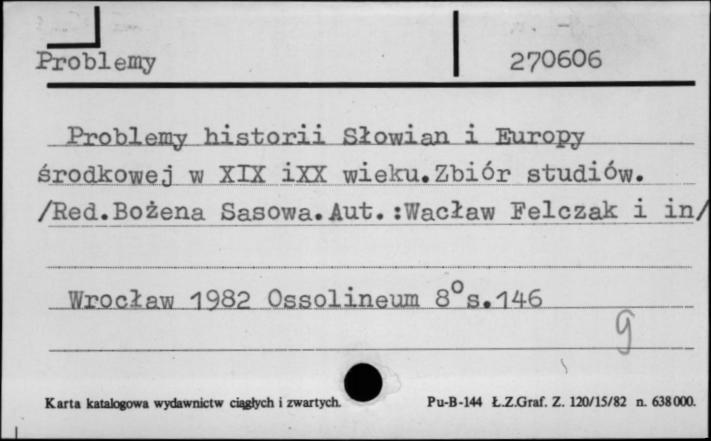 Problemy 270606
Problemy historii Słowian i Europy
środkowej w XIX iXX wieku.Zbiór studiów.
/Red.Bożena Sasowa.Aut.:Wacław Felczak i in/
Wrocław 1982 Ossolineum 8°s.146
g
Karta katalogowa wydawnictw ciągłych i zwartych. Pu-B-144 Ł.Z.Graf. Z. 120/15/82 n. 638000.